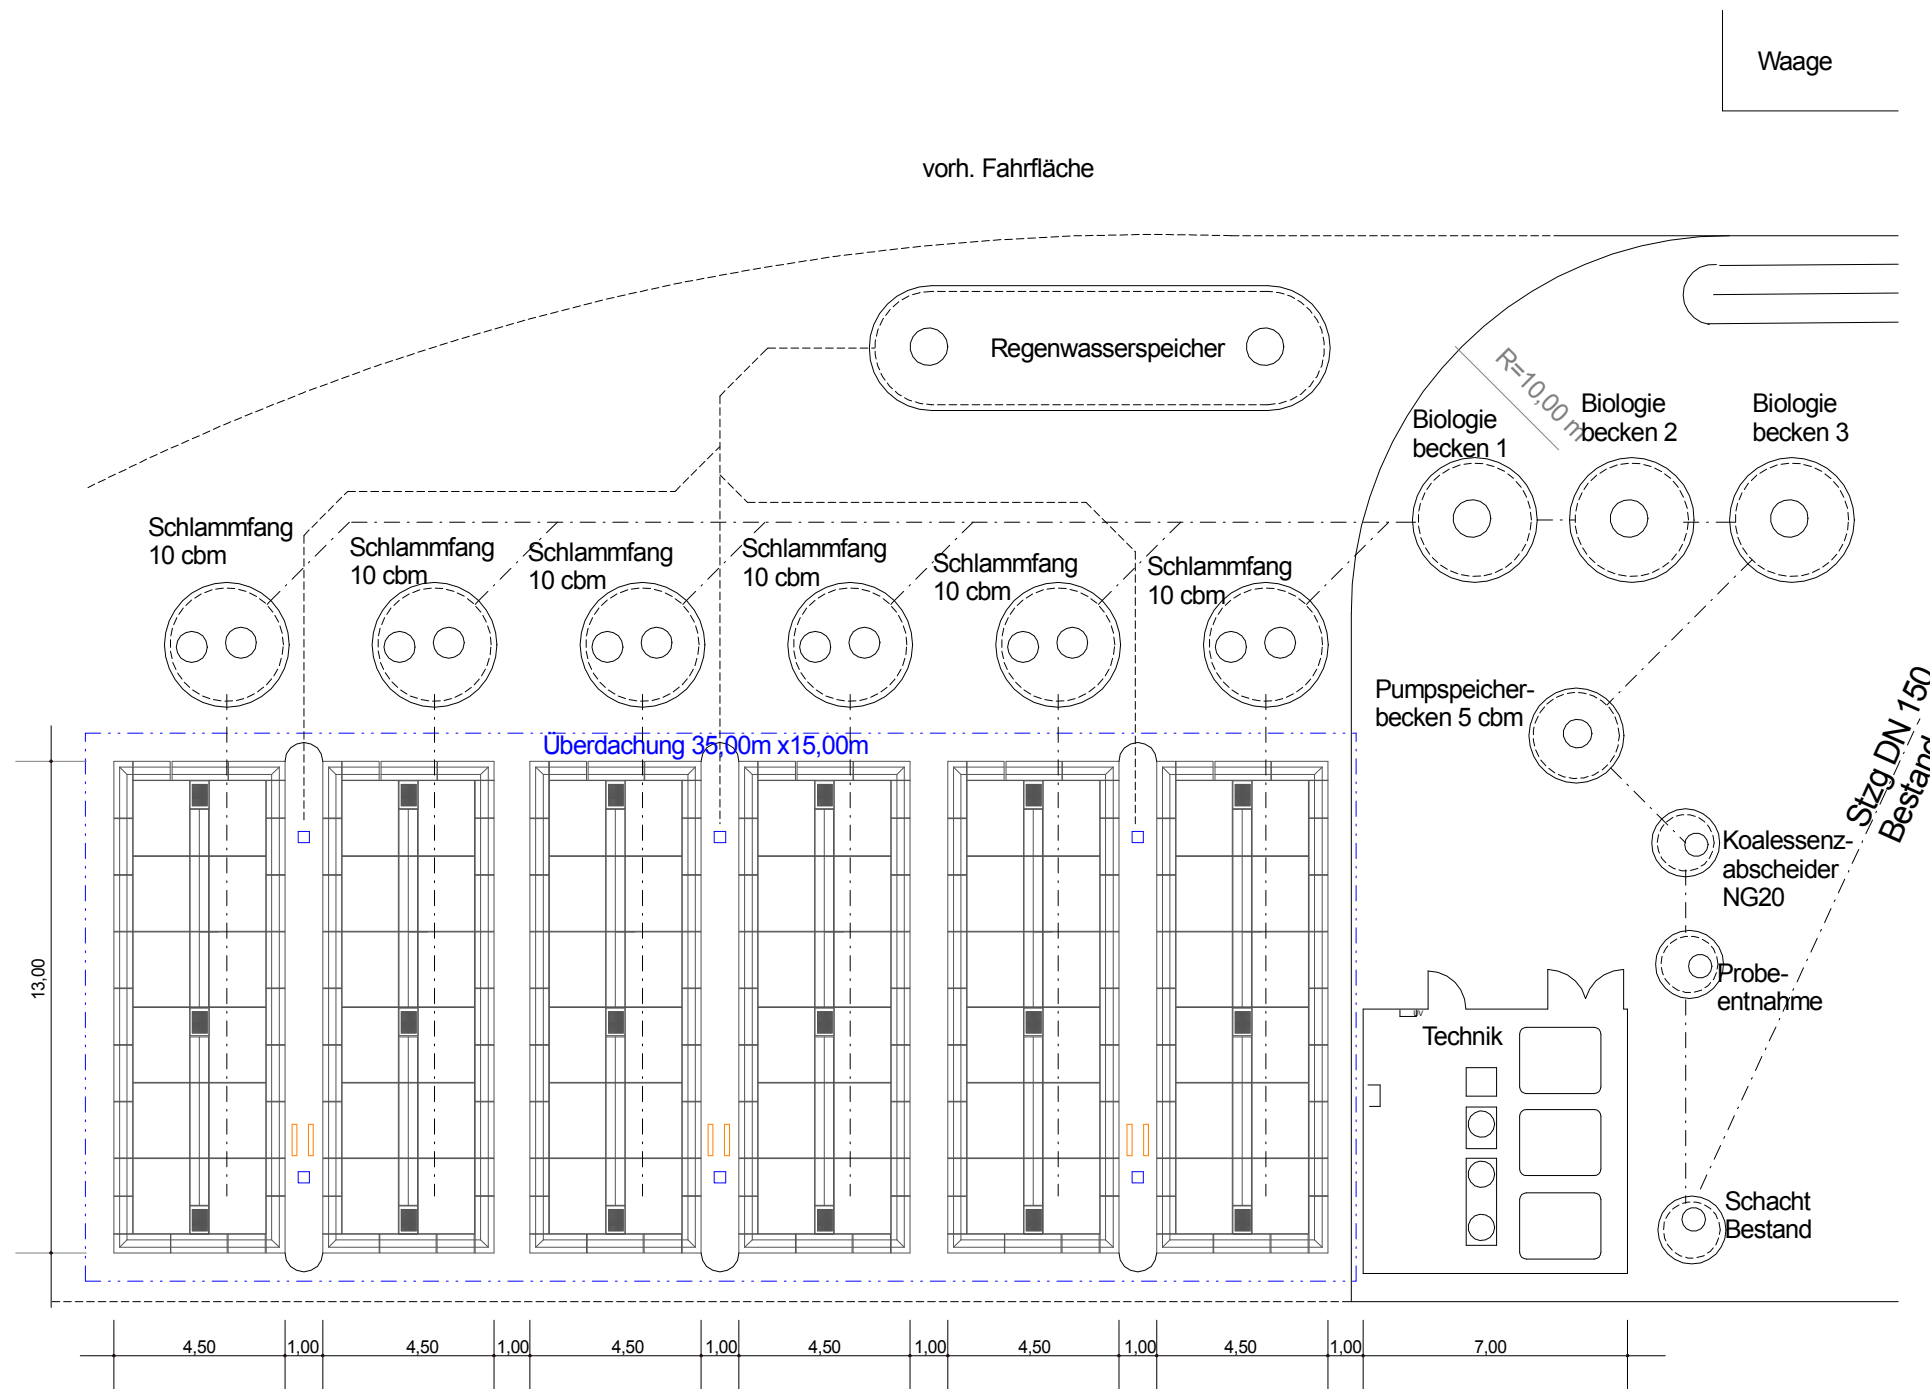 Waage
vorh. Fahrfläche
Regenwasserspeicher
R=10,00 m
Biologie
becken 1
Biologie
becken 2
Biologie
becken 3
Schlammfang
10 cbm
Schlammfang
10 cbm
Schlammfang
10 cbm
Schlammfang
10 cbm
Schlammfang
10 cbm
Schlammfang
10 cbm
Pumpspeicher-
becken 5 cbm
Stzg DN 150
Bestand
Überdachung 35,00m x15,00m
Koalessenz-
abscheider
NG20
Probe-
entnahme
13,00
UV
Technik
Schacht
Bestand
4,50 1,00 4,50 1,00 4,50 1,00 4,50 1,00 4,50 1,00 4,50 1,00 7,00